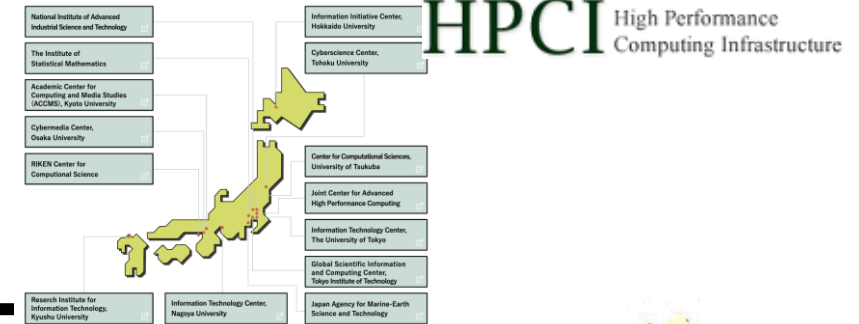 National Institute of Advanced
Industrial Science and Technology
The Institute of
Statistical Mathematics
Academic Center for
Computing and Media Studies
(ACCMS), Kyoto University
Cybermedia Center,
Osaka University
RIKEN Center for
Computional Science
Reserch Institute for
Information Technology,
Kyushu University
Information Technology Center,
Nagoya University
Information Initiative Center,
Hokkaido University
Cyberscience Center,
Tohoku University
Center for Computational Sciences,
University of Tsukuba
Joint Center for Advanced
High Performance Computing
Information Technology Center,
The University of Tokyo
Global Scientific Information
and Computing Center,
Tokyo Institute of Technology
Japan Agency for Marine-Earth
Science and Technology
HPCI High Performance
Computing Infrastructure